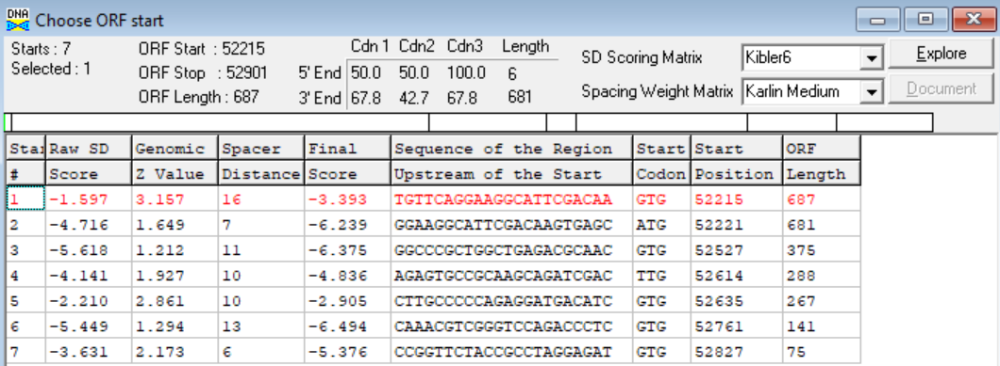 DNA Choose ORF start
Starts : 7 ORF Start : 52215 Cdn 1 Cdn2 Cdn3 Length SD Scoring Matrix Kibler6 Explore
Selected : 1 ORF Stop : 52901 5' End 50.0 50.0 100.0 6
ORF Length : 687 3' End 67.8 42.7 67.8 681 Spacing Weight Matrix Karlin Medium Document
Star Raw SD Genomic Spacer Final Sequence of the Region Start Start ORF
# Score Z Value Distance Score Upstream of the Start Codon Position Length
1 -1.597 3.157 16 -3.393 TGTTCAGGAAGGCATTCGACAA GTG 52215 687
2 -4.716 1.649 7 -6.239 GGAAGGCATTCGACAAGTGAGC ATG 52221 681
3 -5.618 1.212 11 -6.375 GGCCCGCTGGCTGAGACGCAAC GTG 52527 375
4 -4.141 1.927 10 -4.836 AGAGTGCCGCAAGCAGATCGAC TTG 52614 288
5 -2.210 2.861 10 -2.905 CTTGCCCCCAGAGGATGACATC GTG 52635 267
6 -5.449 1.294 13 -6.494 CAAACGTCGGGTCCAGACCCTC GTG 52761 141
7 -3.631 2.173 6 -5.376 CCGGTTCTACCGCCTAGGAGAT GTG 52827 75